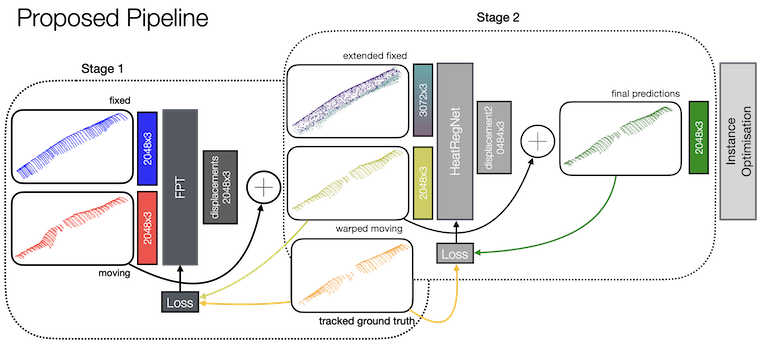 Proposed Pipeline
Stage 1
fixed
2048x3
2048x3
moving
FPT
displacements
2048x3
Loss
Stage 2
extended fixed
3072x3
2048x3
warped moving
HeatRegNet
displacement2
0484x3
Loss
tracked ground truth
final predictions
2048x3
Instance
Optimisation